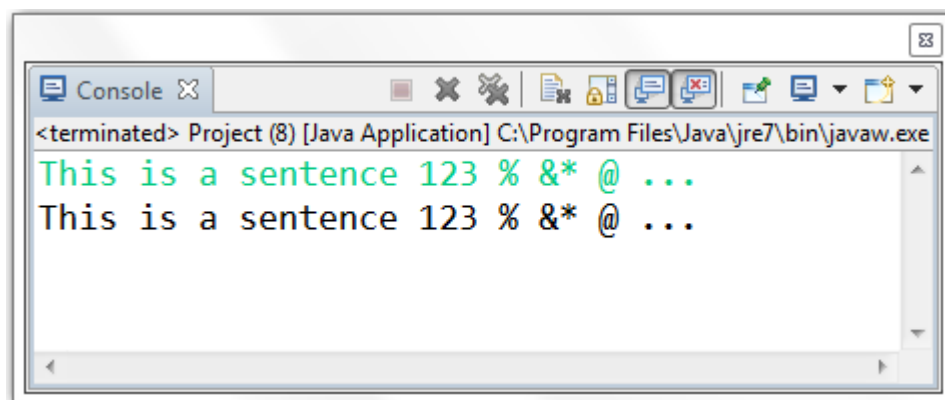 Console
<terminated> Project (8) [Java Application] C:\Program Files\Java\jre7\bin\javaw.exe
This is a sentence 123 % &* @ ...
This is a sentence 123 % &* @ ...